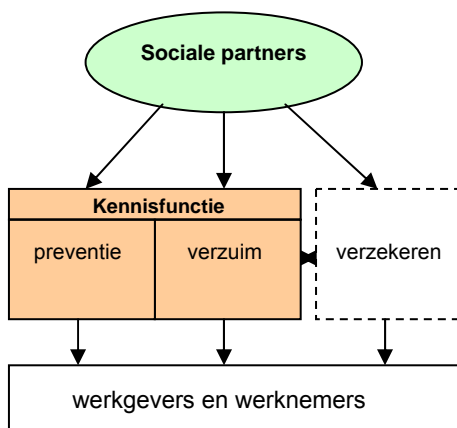 Sociale partners
Kennisfunctie
preventie
verzuim
verzekeren
werkgevers en werknemers